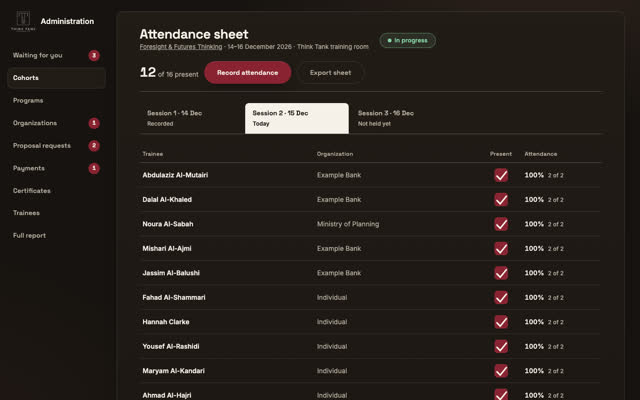 THINK TANK
Administration
Waiting for you 3
Cohorts
Programs
Organizations 1
Proposal requests 2
Payments 1
Certificates
Trainees
Full report
Attendance sheet
Foresight & Futures Thinking · 14–16 December 2026 · Think Tank training room
In progress
12 of 16 present
Record attendance
Export sheet
Session 1 · 14 Dec
Recorded
Session 2 · 15 Dec
Today
Session 3 · 16 Dec
Not held yet
Trainee Organization Present Attendance
Abdulaziz Al-Mutairi Example Bank 100% 2 of 2
Dalal Al-Khaled Example Bank 100% 2 of 2
Noura Al-Sabah Ministry of Planning 100% 2 of 2
Mishari Al-Ajmi Example Bank 100% 2 of 2
Jassim Al-Balushi Example Bank 100% 2 of 2
Fahad Al-Shammari Individual 100% 2 of 2
Hannah Clarke Individual 100% 2 of 2
Yousef Al-Rashidi Individual 100% 2 of 2
Maryam Al-Kandari Individual 100% 2 of 2
Ahmad Al-Hajri Individual 100% 2 of 2